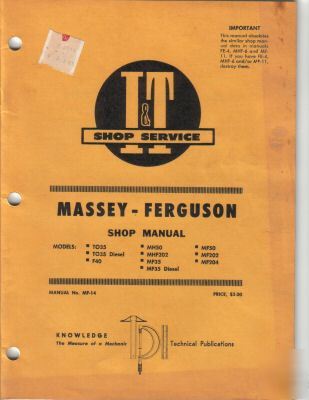 IMPORTANT
This manual obsoletes
the similar shop man-
ual data in manuals
FE-4, MHF-6 and MF-
11. If you have FE-4,
MHF-6 and/or MF-11,
destroy them.
I&T
SHOP SERVICE
MASSEY - FERGUSON
SHOP MANUAL
MODELS: TO35 MH50 MF50
TO35 Diesel MHF202 MF202
F40 MF35 MF204
MF35 Diesel
MANUAL No. MF-14 PRICE, $3.50
KNOWLEDGE
The Measure of a Mechanic
Technical Publications